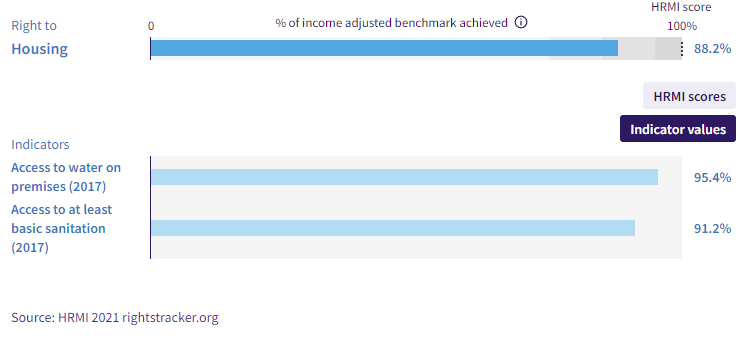 HRMI score
Right to
0
% of income adjusted benchmark achieved
100%
Housing
88.2%
HRMI scores
Indicator values
Indicators
Access to water on
premises (2017)
95.4%
Access to at least
basic sanitation
(2017)
91.2%
Source: HRMI 2021 rightstracker.org